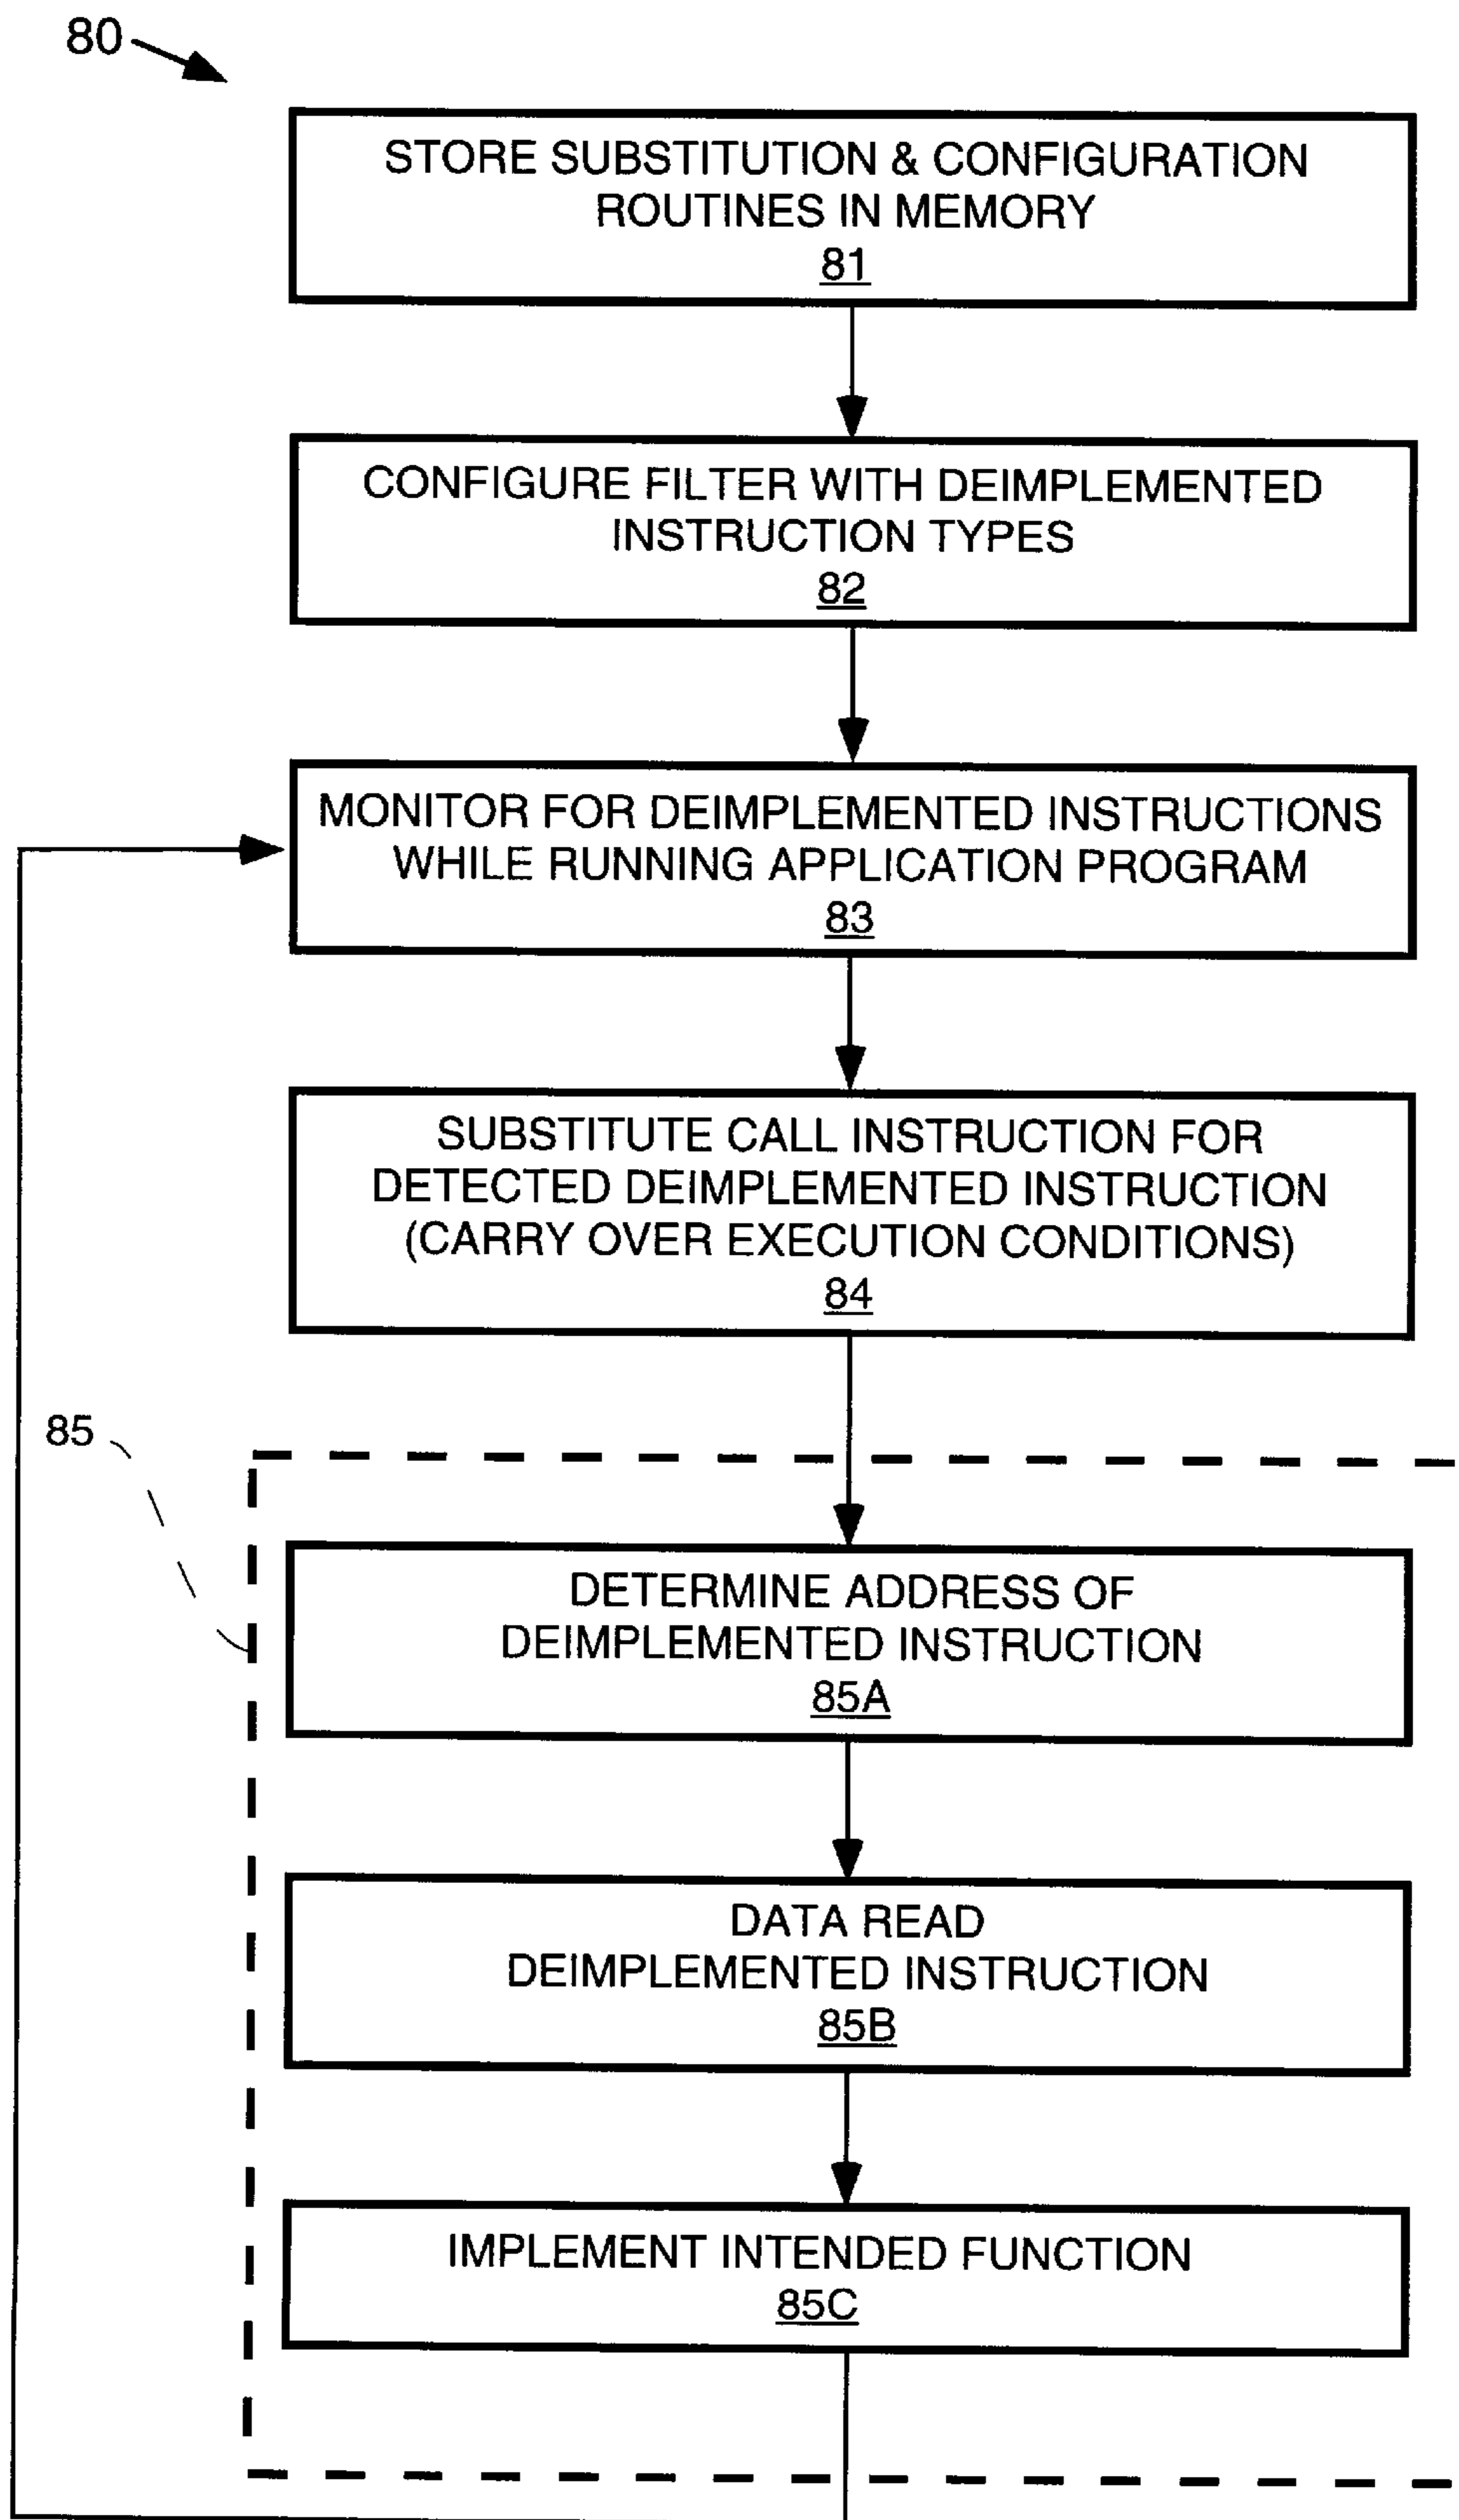 80
STORE SUBSTITUTION & CONFIGURATION
ROUTINES IN MEMORY
81
CONFIGURE FILTER WITH DEIMPLEMENTED
INSTRUCTION TYPES
82
MONITOR FOR DEIMPLEMENTED INSTRUCTIONS
WHILE RUNNING APPLICATION PROGRAM
83
SUBSTITUTE CALL INSTRUCTION FOR
DETECTED DEIMPLEMENTED INSTRUCTION
(CARRY OVER EXECUTION CONDITIONS)
84
85
DETERMINE ADDRESS OF
DEIMPLEMENTED INSTRUCTION
85A
DATA READ
DEIMPLEMENTED INSTRUCTION
85B
IMPLEMENT INTENDED FUNCTION
85C